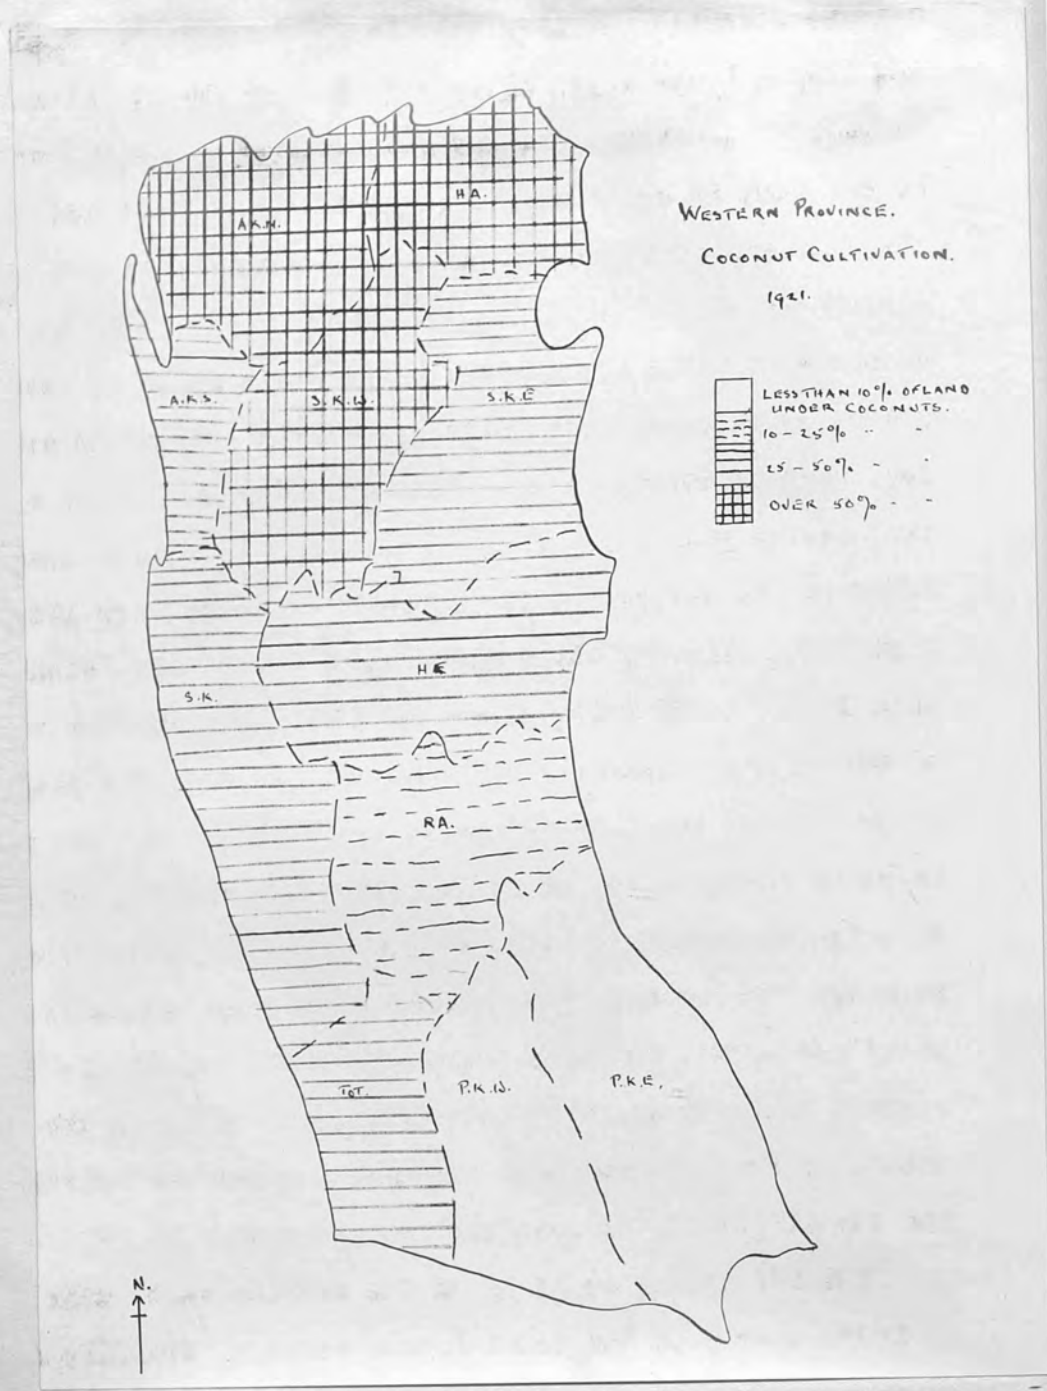 WESTERN PROVINCE.
COCONUT CULTIVATION.
1921.
LESS THAN 10% OF LAND
UNDER COCONUTS.
10 - 25% " "
25 - 50% " "
OVER 50% " "
HA.
A.K.N.
A.K.S.
S.K.W.
S.K.E
HE
S.K.
RA.
TOT.
P.K.W.
P.K.E.
N.